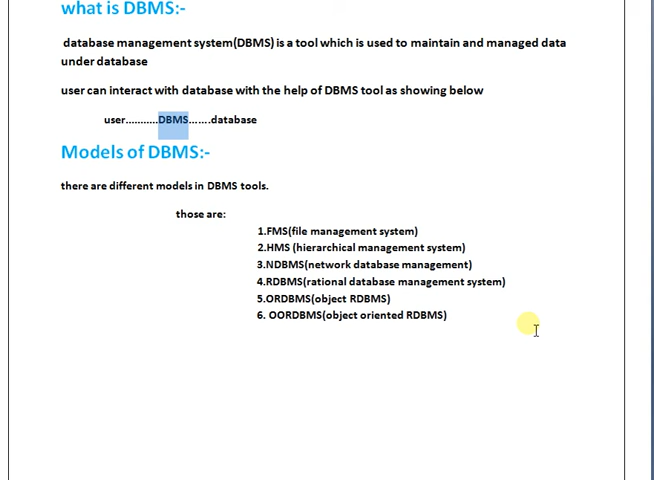 what is DBMS:-
database management system(DBMS) is a tool which is used to maintain and managed data
under database
user can interact with database with the help of DBMS tool as showing below
user...........DBMS.......database
Models of DBMS:-
there are different models in DBMS tools.
those are:
1.FMS(file management system)
2.HMS (hierarchical management system)
3.NDBMS(network database management)
4.RDBMS(rational database management system)
5.ORDBMS(object RDBMS)
6. OORDBMS(object oriented RDBMS)